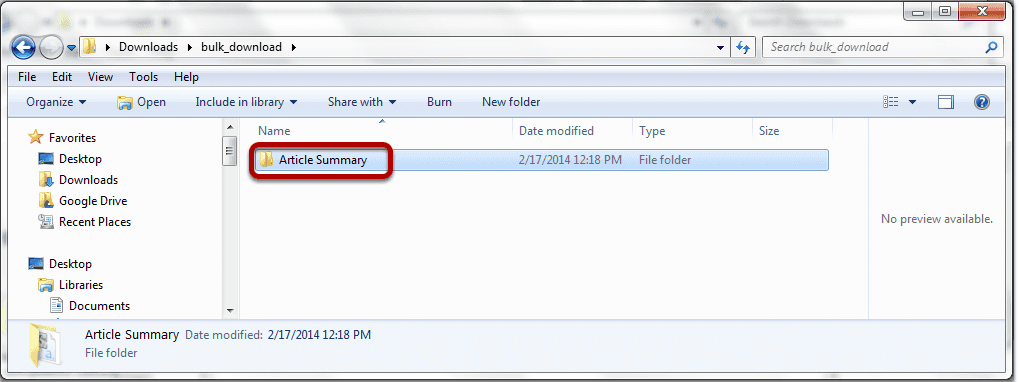 Downloads bulk_download Search bulk_download
File Edit View Tools Help
Organize Open Include in library Share with Burn New folder
Name Date modified Type Size
Favorites
Desktop
Downloads
Google Drive
Recent Places
Desktop
Libraries
Documents
Article Summary 2/17/2014 12:18 PM File folder
No preview available.
Article Summary Date modified: 2/17/2014 12:18 PM
File folder